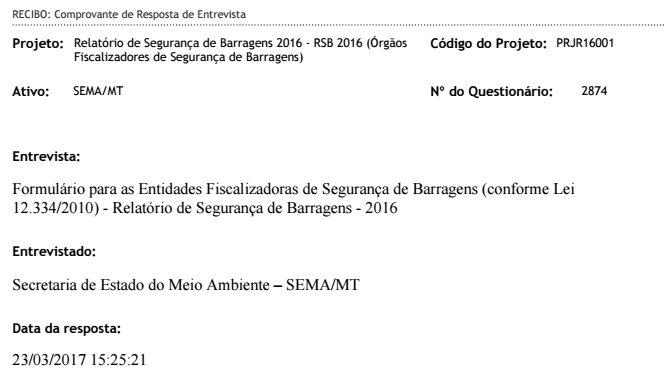 RECIBO: Comprovante de Resposta de Entrevista
Projeto: Relatório de Segurança de Barragens 2016 - RSB 2016 (Órgãos Fiscalizadores de Segurança de Barragens)
Código do Projeto: PRJR16001
Ativo: SEMA/MT
Nº do Questionário: 2874
Entrevista:
Formulário para as Entidades Fiscalizadoras de Segurança de Barragens (conforme Lei
12.334/2010) - Relatório de Segurança de Barragens - 2016
Entrevistado:
Secretaria de Estado do Meio Ambiente – SEMA/MT
Data da resposta:
23/03/2017 15:25:21